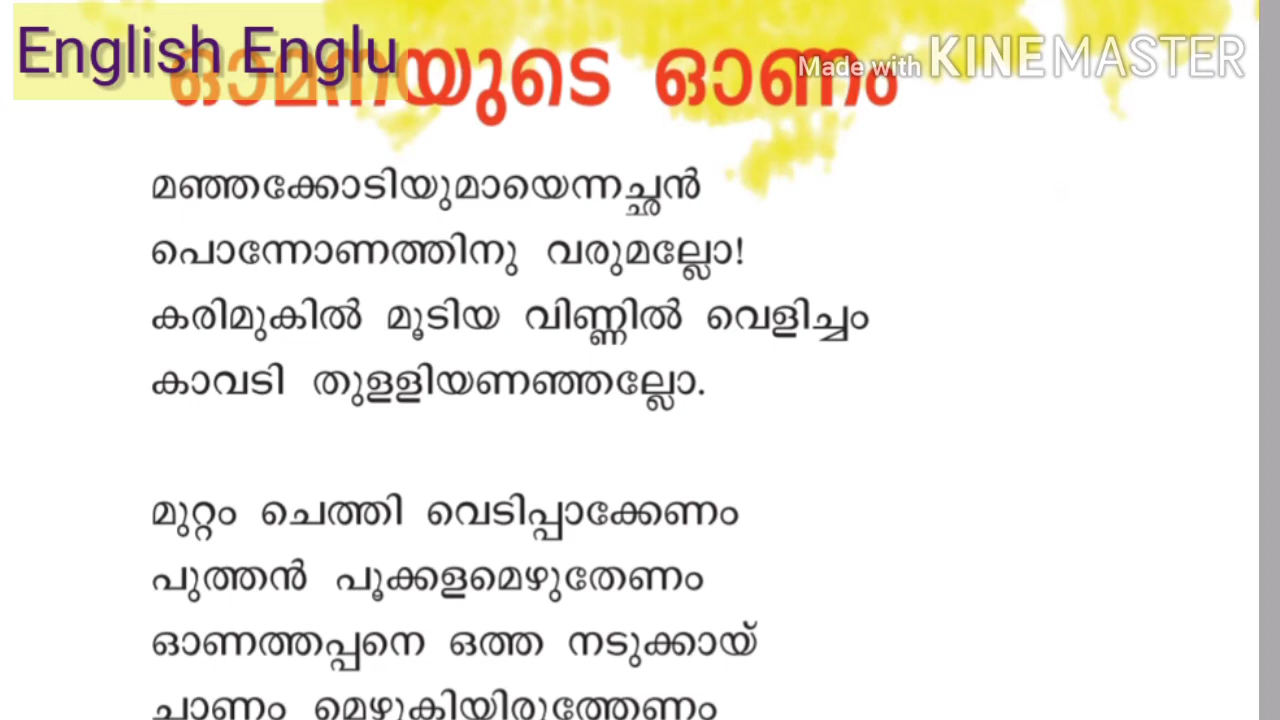 English Englu
ഓമനയുടെ ഓണം
Made with KINEMASTER
മഞ്ഞക്കോടിയുമായെന്നച്ഛൻ
പൊന്നോണത്തിനു വരുമല്ലോ!
കരിമുകിൽ മൂടിയ വിണ്ണിൽ വെളിച്ചം
കാവടി തുള്ളിയണഞ്ഞല്ലോ.
മുറ്റം ചെത്തി വെടിപ്പാക്കേണം
പുത്തൻ പൂക്കളമെഴുതേണം
ഓണത്തപ്പനെ ഒത്ത നടുക്കായ്
ചാണം മെഴുകിയിരുത്തേണം